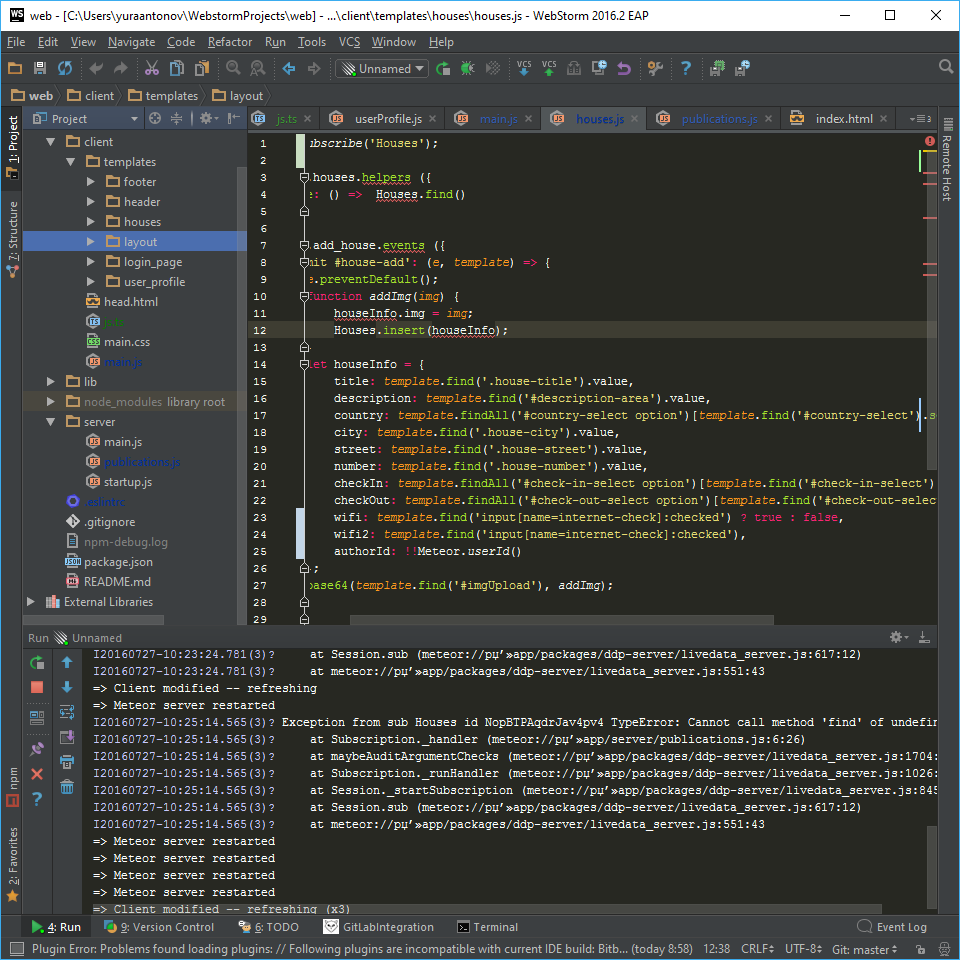 web - [C:\Users\yuraantonov\WebstormProjects\web] - ...\client\templates\houses\houses.js - WebStorm 2016.2 EAP
File Edit View Navigate Code Refactor Run Tools VCS Window Help
Unnamed
web client templates layout
Project
js.ts userProfile.js main.js houses.js publications.js index.html
1: Project
7: Structure
Remote Host
client
templates
footer
header
houses
layout
login_page
user_profile
head.html
js.ts
main.css
main.js
lib
node_modules library root
server
main.js
publications.js
startup.js
.eslintrc
.gitignore
npm-debug.log
package.json
README.md
External Libraries
1 ubscribe('Houses');
2
3 .houses.helpers ({
4 : () => Houses.find()
5
6
7 .add_house.events ({
8 mit #house-add': (e, template) => {
9 e.preventDefault();
10 function addImg(img) {
11 houseInfo.img = img;
12 Houses.insert(houseInfo);
13
14 let houseInfo = {
15 title: template.find('.house-title').value,
16 description: template.find('#description-area').value,
17 country: template.findAll('#country-select option')[template.find('#country-select').s
18 city: template.find('.house-city').value,
19 street: template.find('.house-street').value,
20 number: template.find('.house-number').value,
21 checkIn: template.findAll('#check-in-select option')[template.find('#check-in-select')
22 checkOut: template.findAll('#check-out-select option')[template.find('#check-out-selec
23 wifi: template.find('input[name=internet-check]:checked') ? true : false,
24 wifi2: template.find('input[name=internet-check]:checked'),
25 authorId: !!Meteor.userId()
26 ;
27 base64(template.find('#imgUpload'), addImg);
28
29
Run Unnamed
I20160727-10:23:24.781(3)? at Session.sub (meteor://рџ’»app/packages/ddp-server/livedata_server.js:617:12)
I20160727-10:23:24.781(3)? at meteor://рџ’»app/packages/ddp-server/livedata_server.js:551:43
=> Client modified -- refreshing
=> Meteor server restarted
I20160727-10:25:14.565(3)? Exception from sub Houses id NopBTPAqdrJav4pv4 TypeError: Cannot call method 'find' of undefin
I20160727-10:25:14.565(3)? at Subscription._handler (meteor://рџ’»app/server/publications.js:6:26)
I20160727-10:25:14.565(3)? at maybeAuditArgumentChecks (meteor://рџ’»app/packages/ddp-server/livedata_server.js:1704:
I20160727-10:25:14.565(3)? at Subscription._runHandler (meteor://рџ’»app/packages/ddp-server/livedata_server.js:1026:
I20160727-10:25:14.565(3)? at Session._startSubscription (meteor://рџ’»app/packages/ddp-server/livedata_server.js:845
I20160727-10:25:14.565(3)? at Session.sub (meteor://рџ’»app/packages/ddp-server/livedata_server.js:617:12)
I20160727-10:25:14.565(3)? at meteor://рџ’»app/packages/ddp-server/livedata_server.js:551:43
=> Meteor server restarted
=> Meteor server restarted
=> Meteor server restarted
=> Meteor server restarted
=> Client modified -- refreshing (x3)
npm
2: Favorites
4: Run 9: Version Control 6: TODO GitLabIntegration Terminal Event Log
Plugin Error: Problems found loading plugins: // Following plugins are incompatible with current IDE build: Bitb... (today 8:58) 12:38 CRLF UTF-8 Git: master